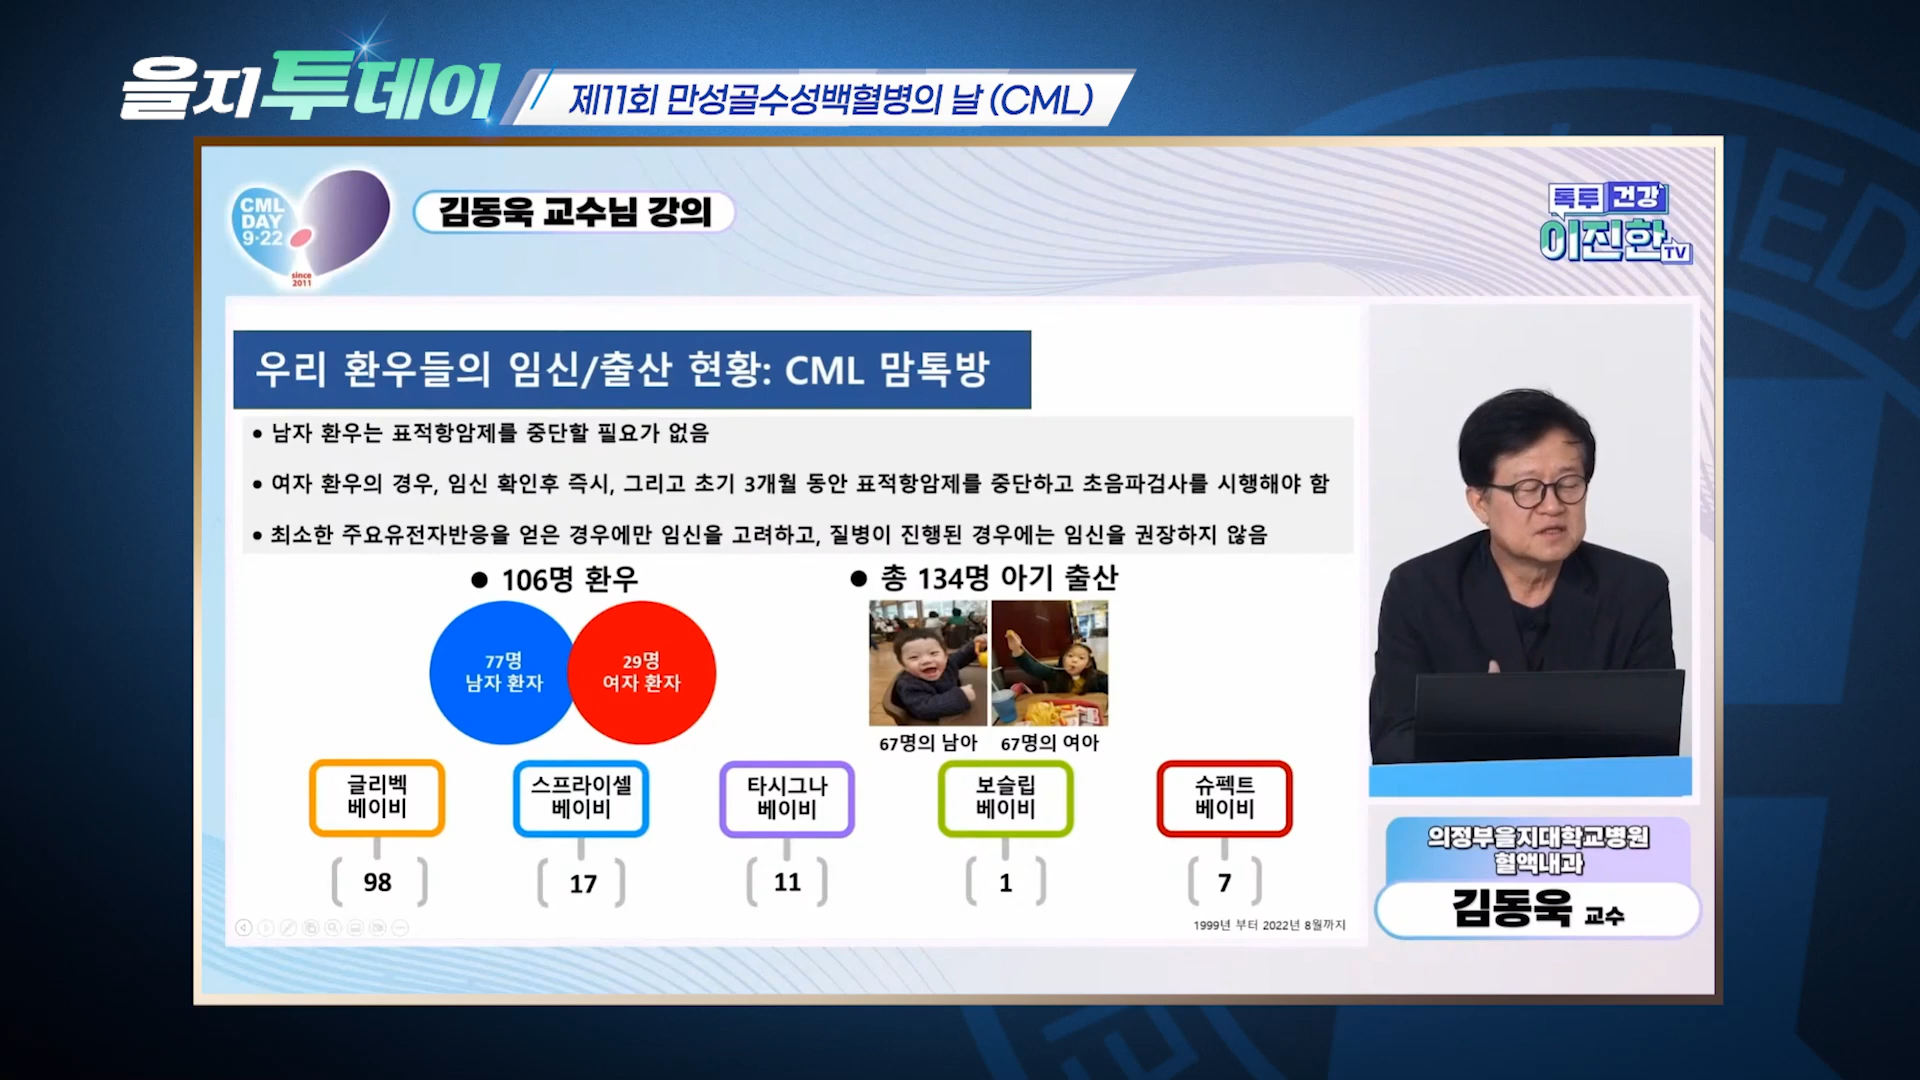 을지투데이
제11회 만성골수성백혈병의 날 (CML)
CML
DAY
9·22
since
2011
김동욱 교수님 강의
톡투 건강
이진한TV
우리 환우들의 임신/출산 현황: CML 맘톡방
• 남자 환우는 표적항암제를 중단할 필요가 없음
• 여자 환우의 경우, 임신 확인후 즉시, 그리고 초기 3개월 동안 표적항암제를 중단하고 초음파검사를 시행해야 함
• 최소한 주요유전자반응을 얻은 경우에만 임신을 고려하고, 질병이 진행된 경우에는 임신을 권장하지 않음
● 106명 환우
● 총 134명 아기 출산
77명
남자 환자
29명
여자 환자
67명의 남아
67명의 여아
글리벡
베이비
98
스프라이셀
베이비
17
타시그나
베이비
11
보슬립
베이비
1
슈펙트
베이비
7
1999년 부터 2022년 8월까지
의정부을지대학교병원
혈액내과
김동욱 교수
MEDI